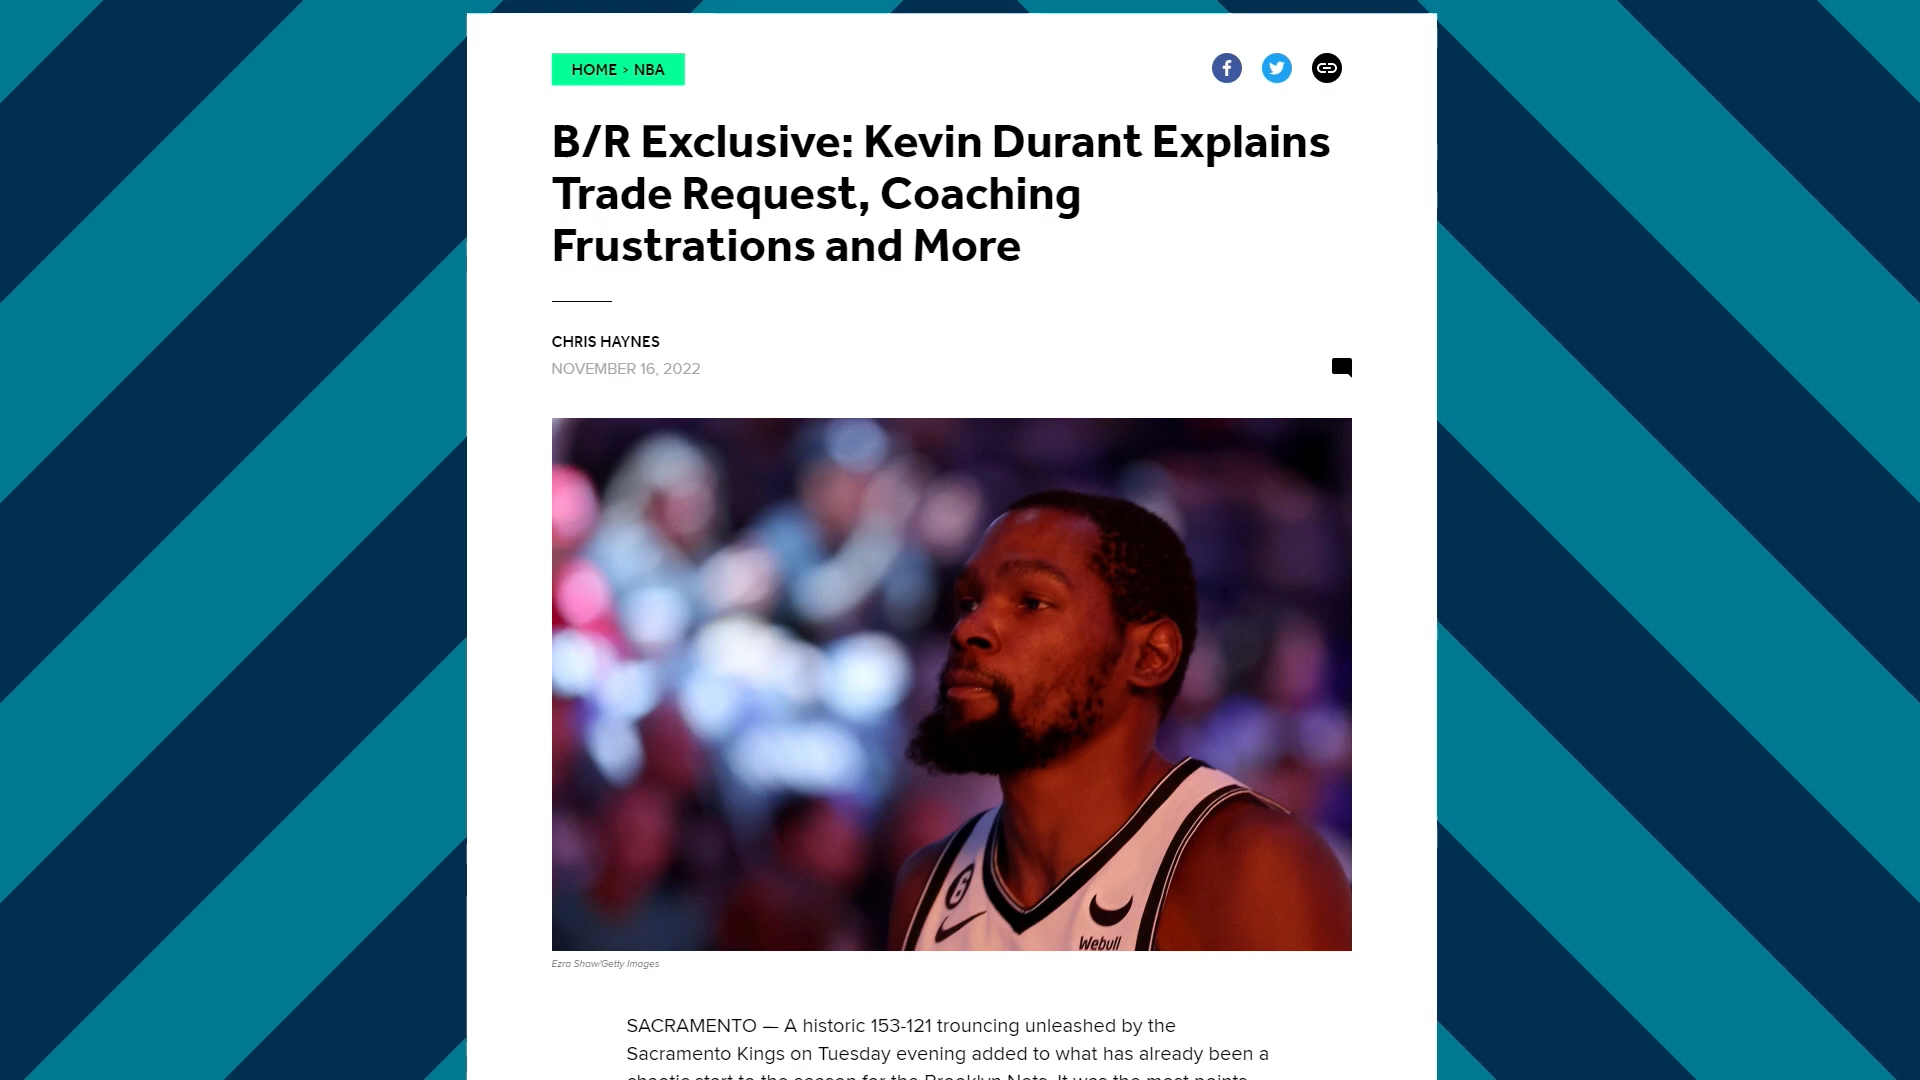 HOME > NBA
B/R Exclusive: Kevin Durant Explains
Trade Request, Coaching
Frustrations and More
CHRIS HAYNES
NOVEMBER 16, 2022
6
Webull
Ezra Shaw/Getty Images
SACRAMENTO — A historic 153-121 trouncing unleashed by the
Sacramento Kings on Tuesday evening added to what has already been a
chaotic start to the season for the Brooklyn Nets. It was the most points